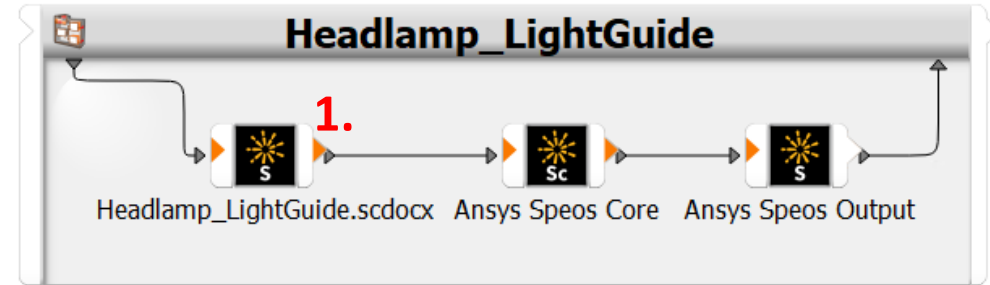 Headlamp_LightGuide
1.
S
Sc
S
Headlamp_LightGuide.scdocx
Ansys Speos Core
Ansys Speos Output